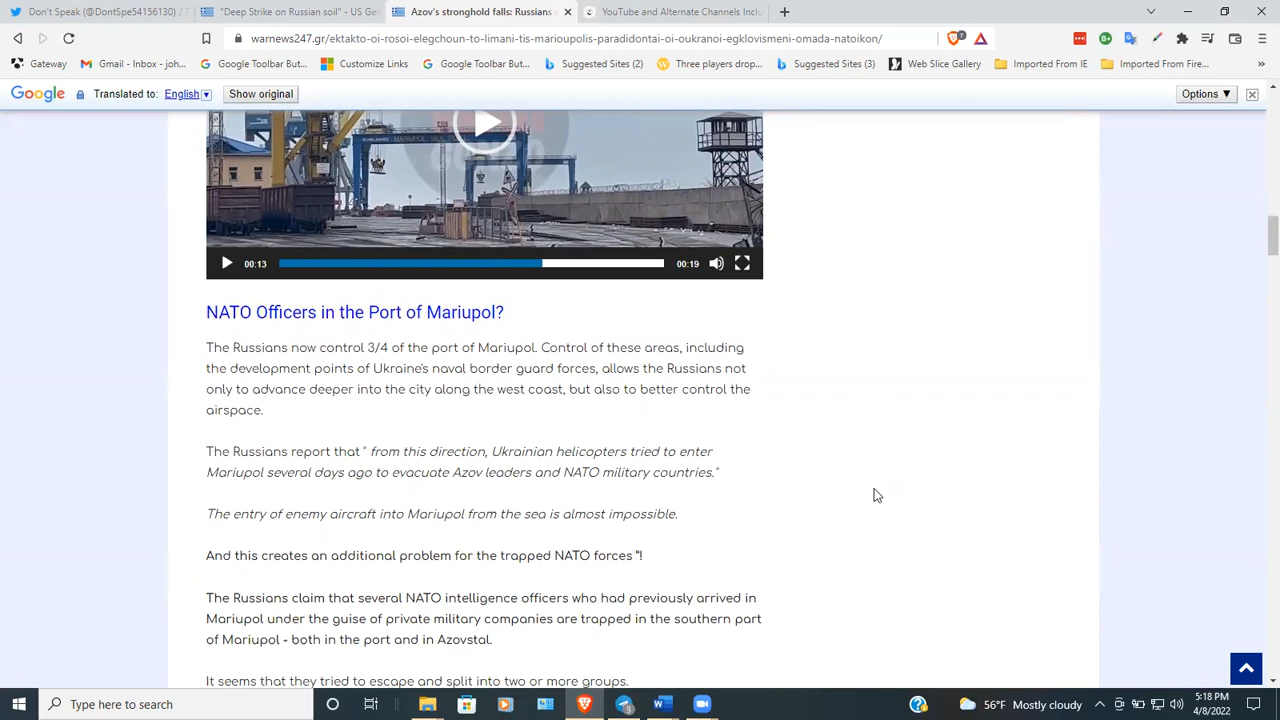 Don't Speak (@DontSpe54156130) / T
"Deep Strike on Russian soil" - US Ge
Azov's stronghold falls: Russians
YouTube and Alternate Channels Incl
warnews247.gr/ektakto-oi-rosoi-elegchoun-to-limani-tis-marioupolis-paradidontai-oi-oukranoi-egklovismeni-omada-natoikon/
Gateway
Gmail - Inbox - joh...
Google Toolbar But...
Customize Links
Google Toolbar But...
Suggested Sites (2)
Three players drop...
Suggested Sites (3)
Web Slice Gallery
Imported From IE
Imported From Fire...
Google
Translated to: English
Show original
Options ▼
MARIUPOL SEA
00:13
00:19
NATO Officers in the Port of Mariupol?
The Russians now control 3/4 of the port of Mariupol. Control of these areas, including
the development points of Ukraine's naval border guard forces, allows the Russians not
only to advance deeper into the city along the west coast, but also to better control the
airspace.
The Russians report that " from this direction, Ukrainian helicopters tried to enter
Mariupol several days ago to evacuate Azov leaders and NATO military countries."
The entry of enemy aircraft into Mariupol from the sea is almost impossible.
And this creates an additional problem for the trapped NATO forces "!
The Russians claim that several NATO intelligence officers who had previously arrived in
Mariupol under the guise of private military companies are trapped in the southern part
of Mariupol - both in the port and in Azovstal.
It seems that they tried to escape and split into two or more groups.
Type here to search
56°F Mostly cloudy
5:18 PM
4/8/2022